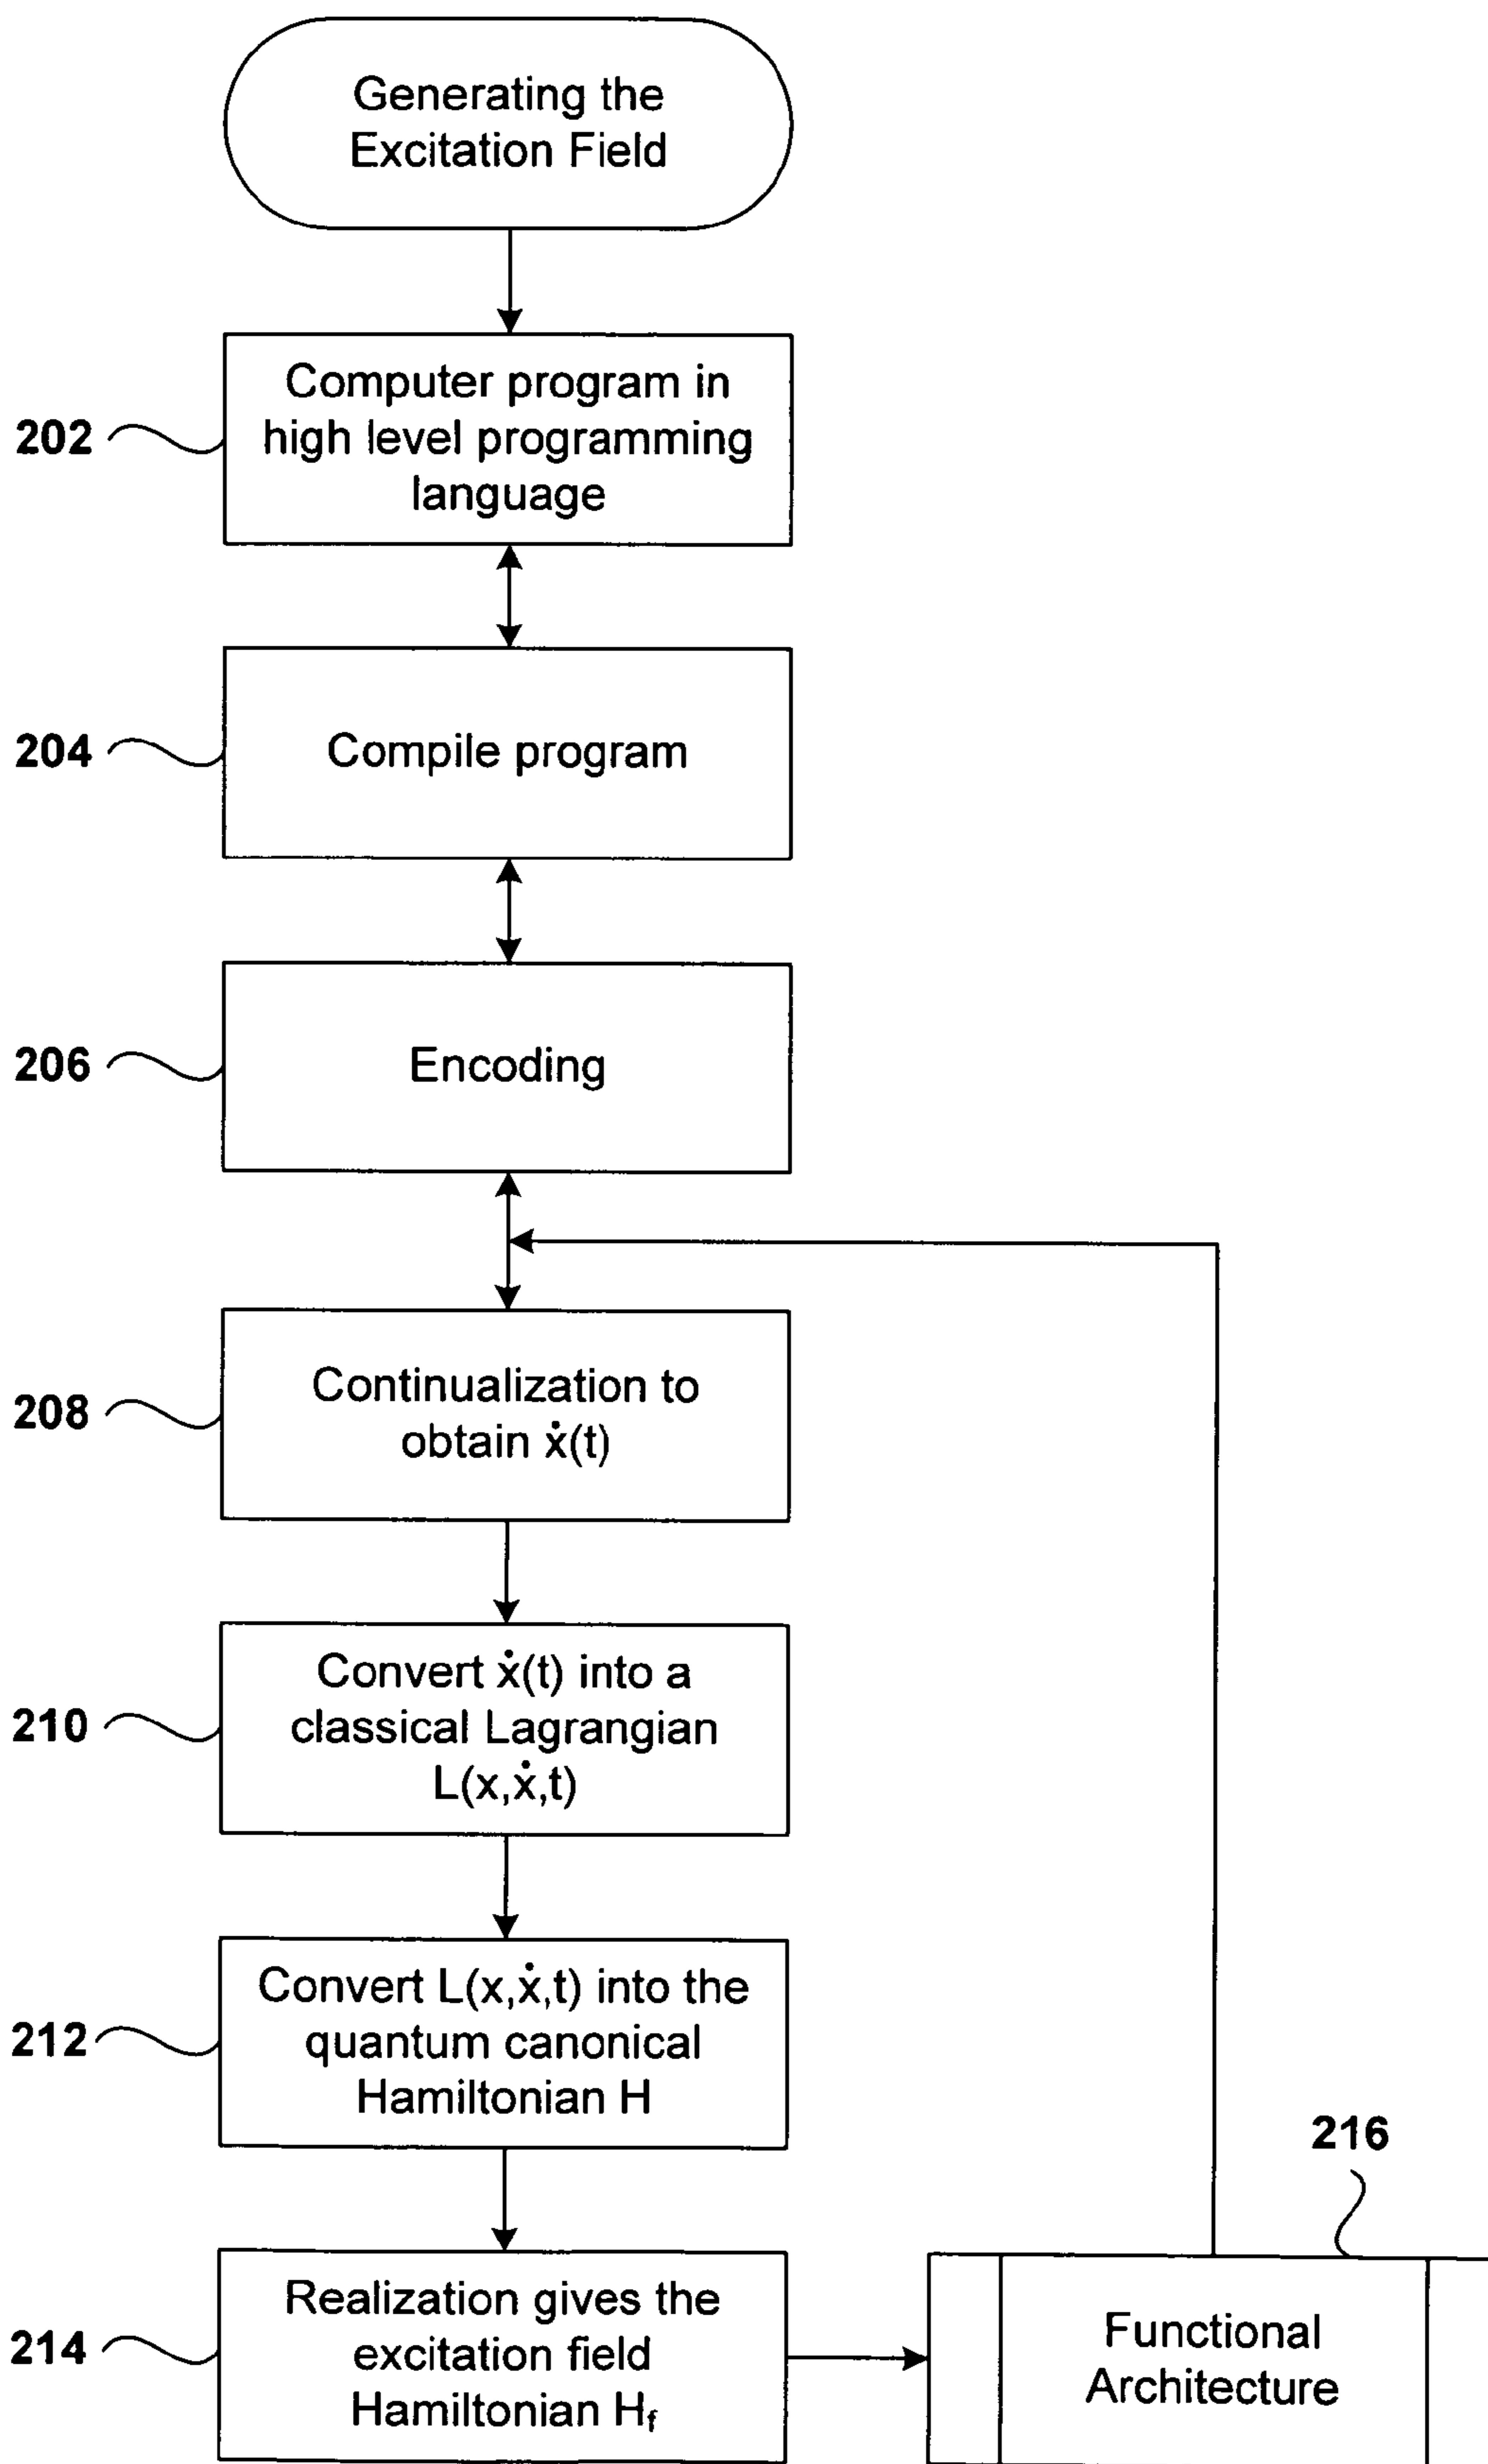 Generating the
Excitation Field
202
Computer program in
high level programming
language
204
Compile program
206
Encoding
208
Continualization to
obtain ẋ(t)
210
Convert ẋ(t) into a
classical Lagrangian
L(x,ẋ,t)
212
Convert L(x,ẋ,t) into the
quantum canonical
Hamiltonian H
214
Realization gives the
excitation field
Hamiltonian H_f
216
Functional
Architecture